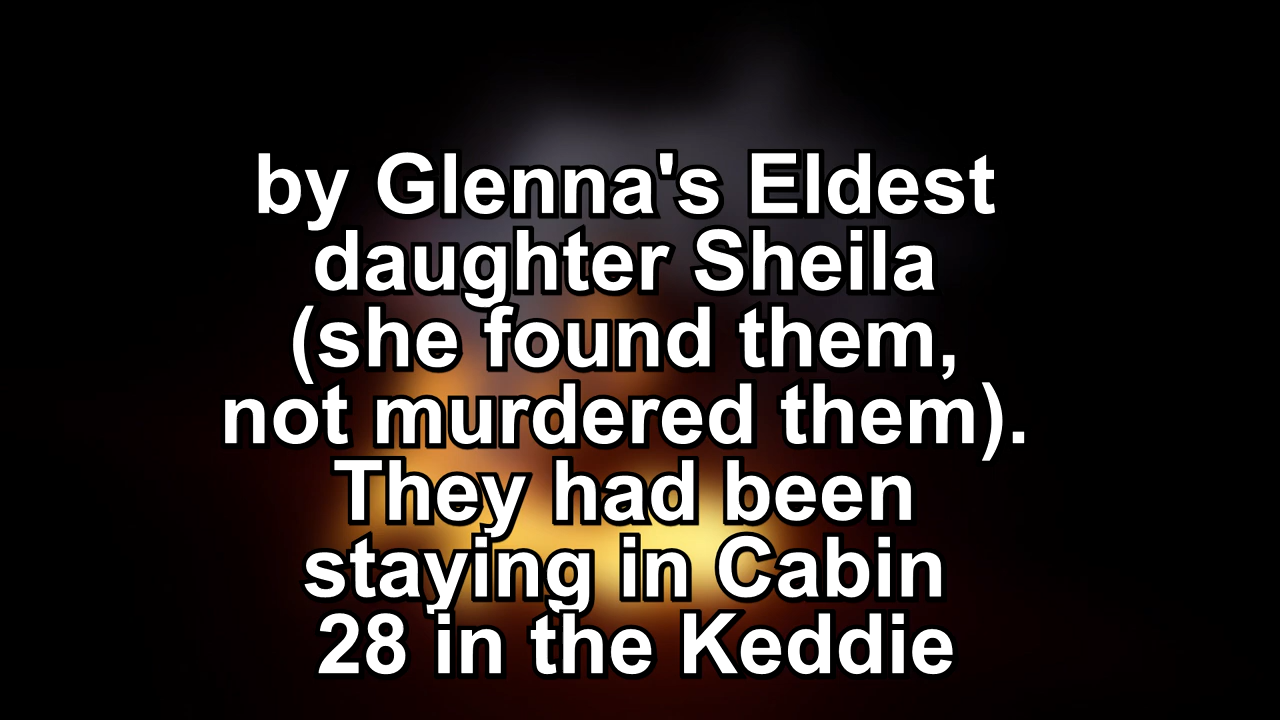 by Glenna's Eldest
daughter Sheila
(she found them,
not murdered them).
They had been
staying in Cabin
28 in the Keddie